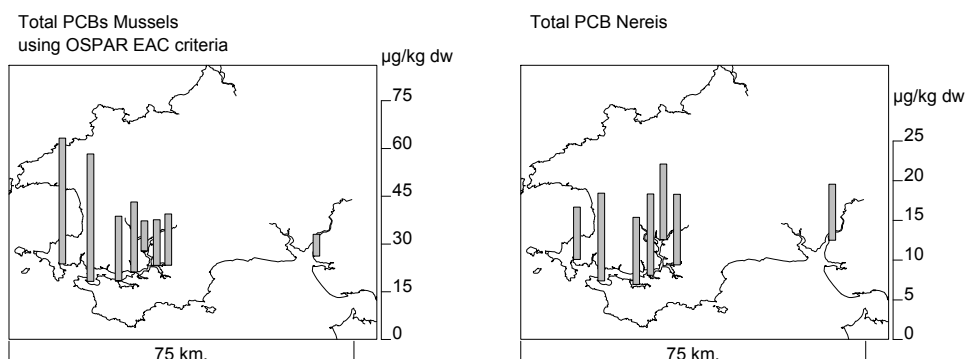 Total PCBs Mussels
using OSPAR EAC criteria
µg/kg dw
75
60
45
30
15
0
75 km.
Total PCB Nereis
µg/kg dw
25
20
15
10
5
0
75 km.